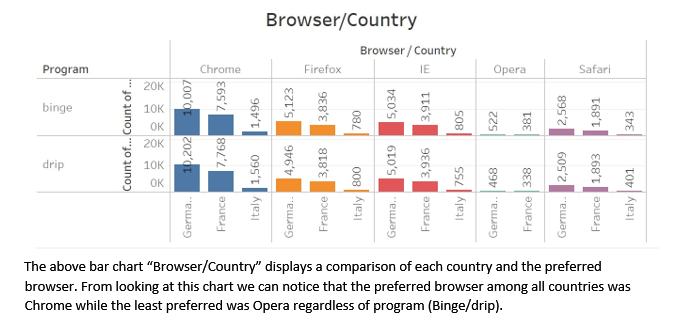 Browser/Country
Browser / Country
Program Chrome Firefox IE Opera Safari
binge
Count of ...
20K
10K
0K
10,007 7,593 1,496 5,123 3,836 780 5,034 3,911 805 522 381 2,568 1,891 343
drip
Count of...
20K
10K
0K
10,202 7,768 1,560 4,946 3,818 800 5,019 3,936 755 468 338 2,509 1,893 401
Germa.. France Italy Germa.. France Italy Germa.. France Italy Germa.. France Germa.. France Italy
The above bar chart “Browser/Country” displays a comparison of each country and the preferred
browser. From looking at this chart we can notice that the preferred browser among all countries was
Chrome while the least preferred was Opera regardless of program (Binge/drip).